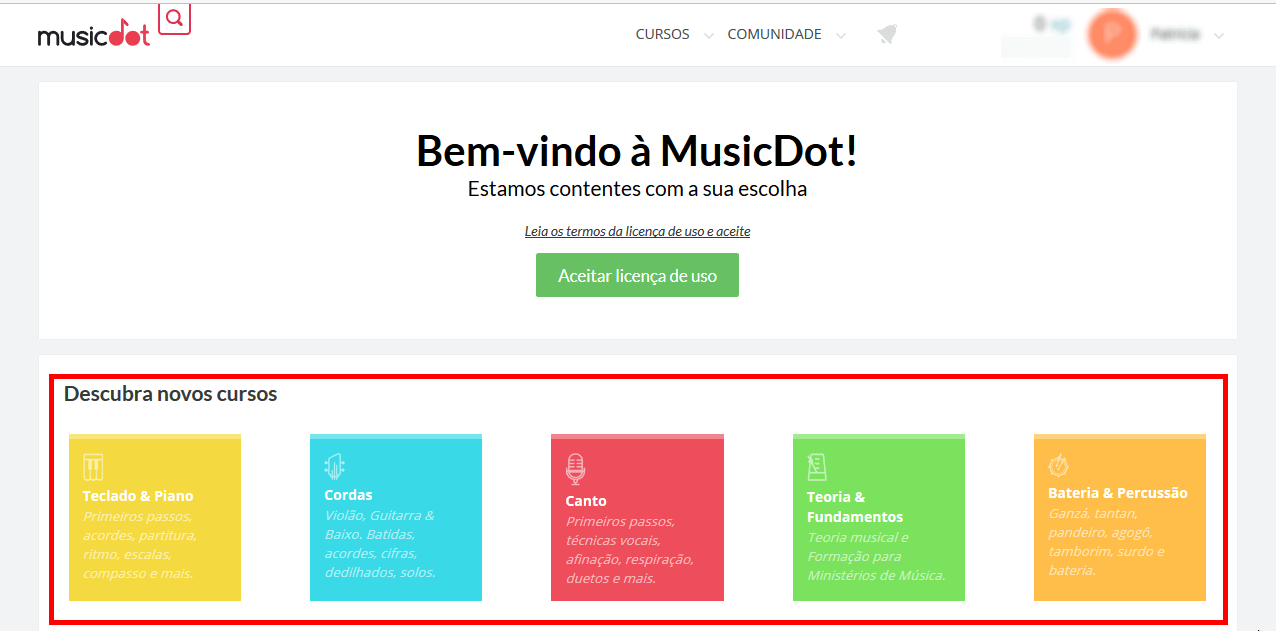 musicdot
CURSOS
COMUNIDADE
Bem-vindo à MusicDot!
Estamos contentes com a sua escolha
Leia os termos da licença de uso e aceite
Aceitar licença de uso
Descubra novos cursos
Teclado & Piano
Primeiros passos,
acordes, partitura,
ritmo, escalas,
compasso e mais.
Cordas
Violão, Guitarra &
Baixo. Batidas,
acordes, cifras,
dedilhados, solos.
Canto
Primeiros passos,
técnicas vocais,
afinação, respiração,
duetos e mais.
Teoria &
Fundamentos
Teoria musical e
Formação para
Ministérios de Música.
Bateria & Percussão
Ganzá, tantan,
pandeiro, agogô,
tamborim, surdo e
bateria.